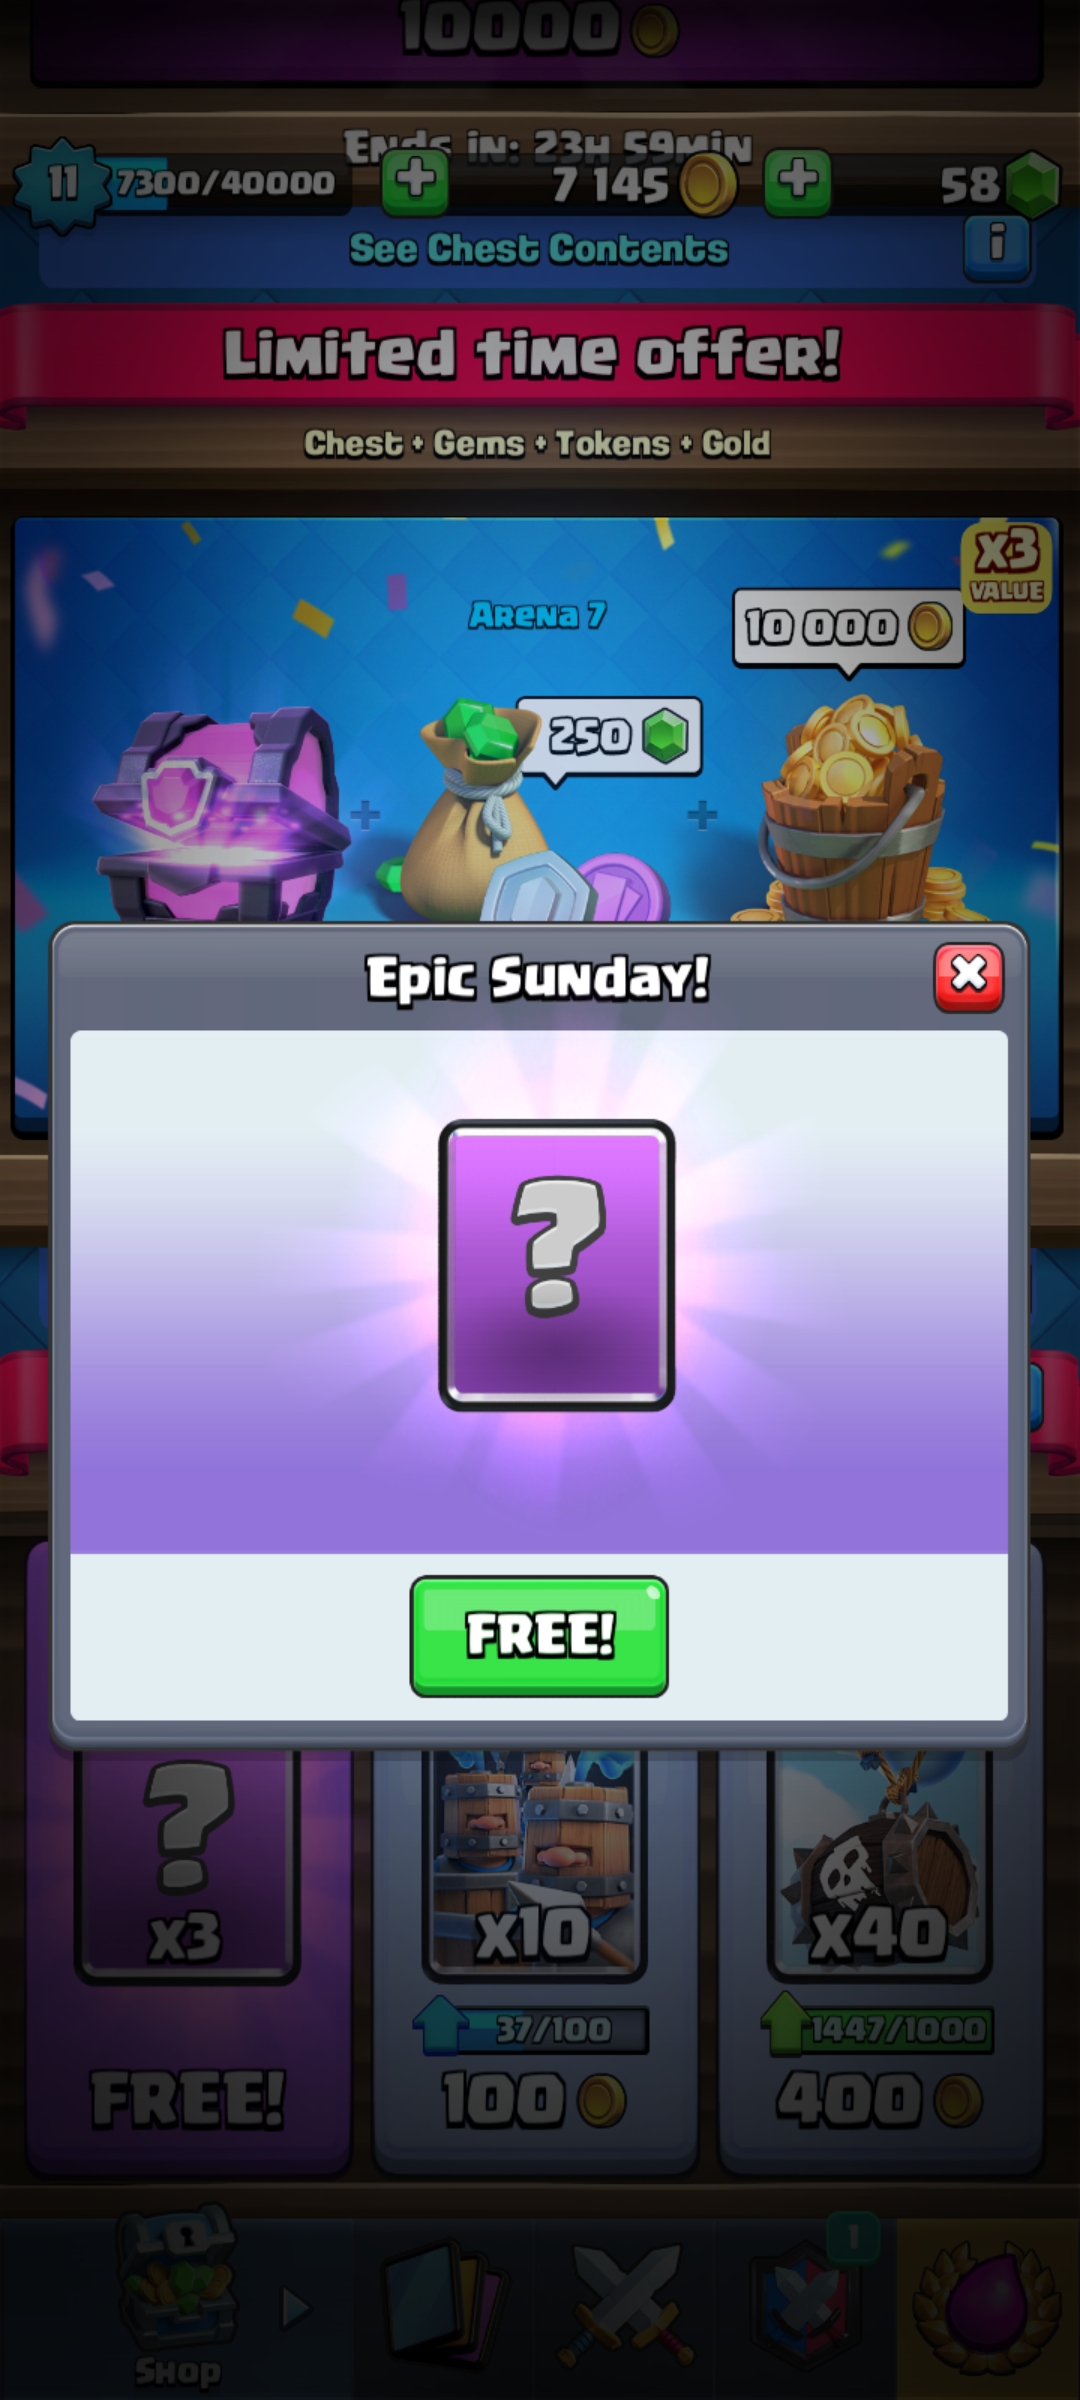 10000
Ends in: 23H 59MIN
11
7300/40000
7 145
58
See Chest Contents
i
Limited time offer!
Chest + Gems + Tokens + Gold
x3
VALUE
Arena 7
10 000
250
Epic Sunday!
?
FREE!
?
x3
x10
x40
37/100
1447/1000
FREE!
100
400
1
Shop